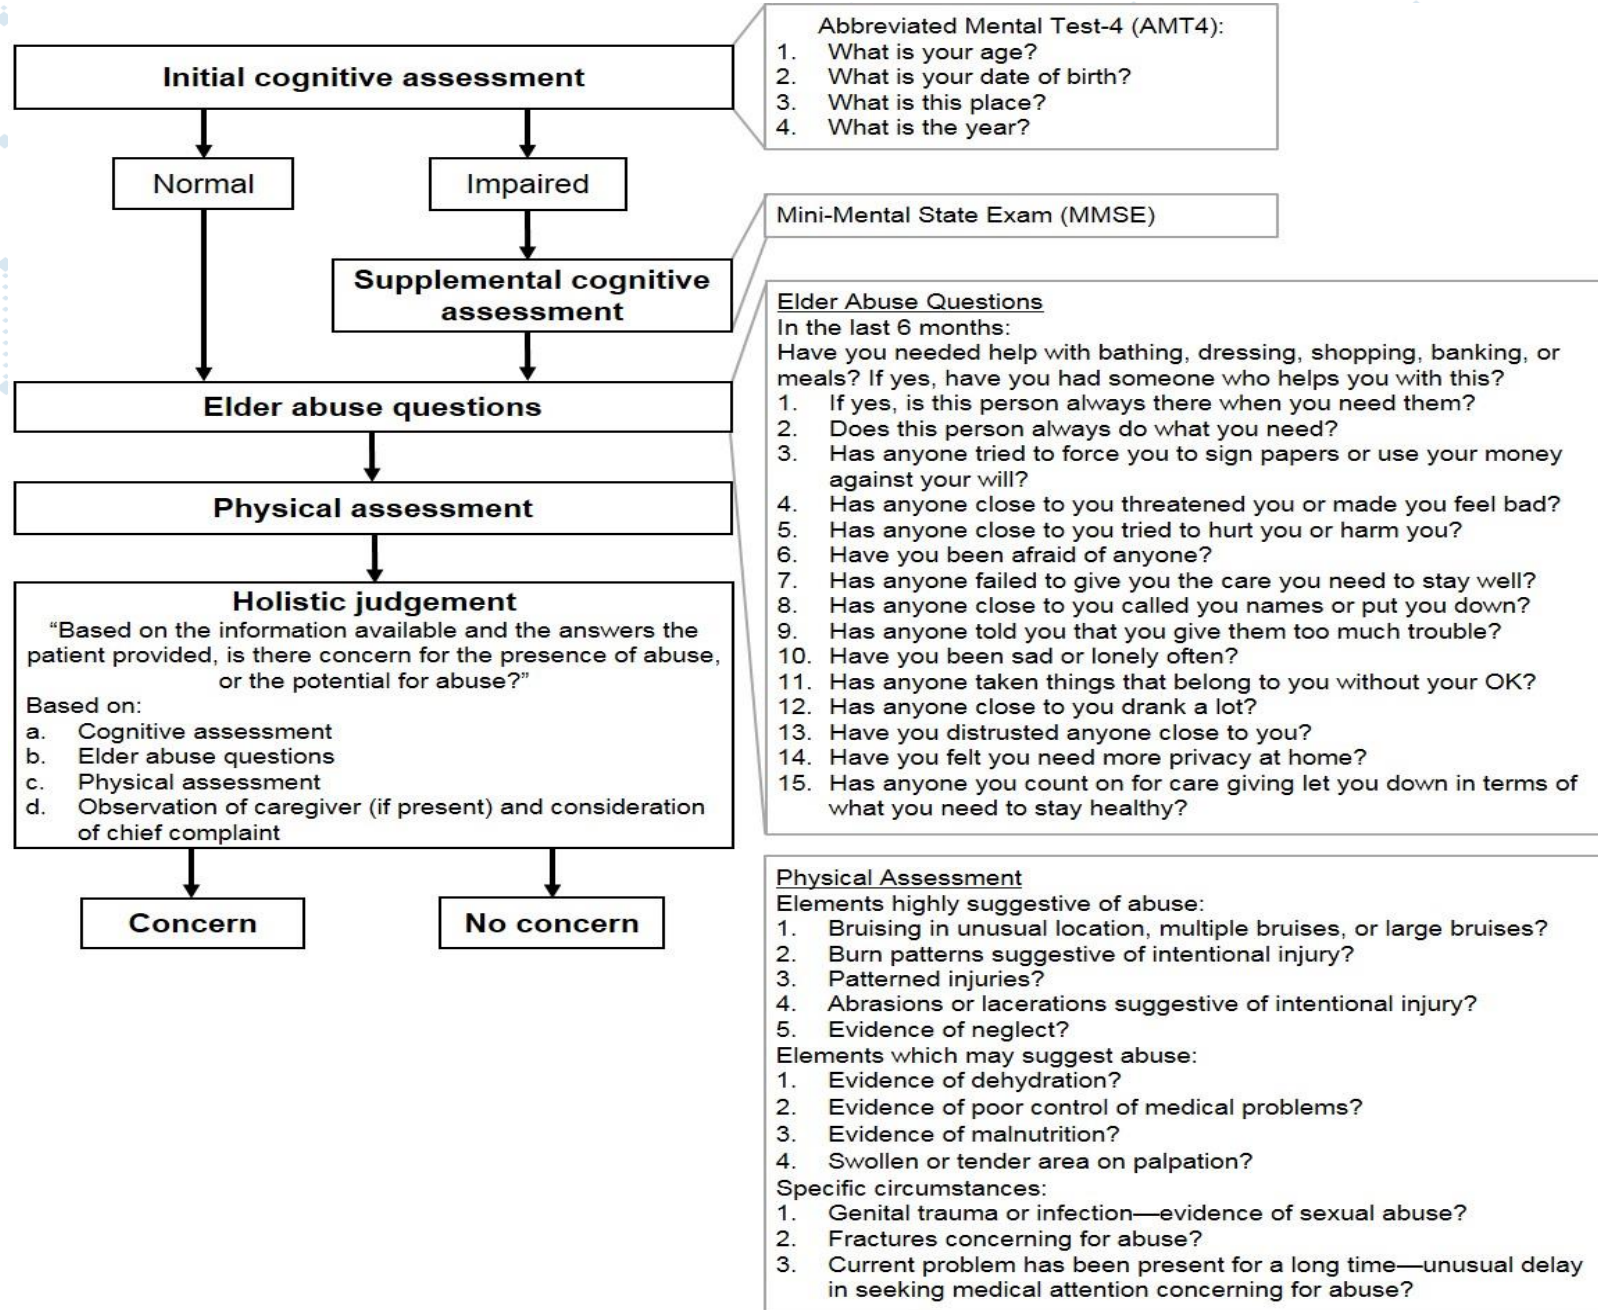 Initial cognitive assessment
Abbreviated Mental Test-4 (AMT4):
1. What is your age?
2. What is your date of birth?
3. What is this place?
4. What is the year?
Normal
Impaired
Mini-Mental State Exam (MMSE)
Supplemental cognitive
assessment
Elder abuse questions
Elder Abuse Questions
In the last 6 months:
Have you needed help with bathing, dressing, shopping, banking, or
meals? If yes, have you had someone who helps you with this?
1. If yes, is this person always there when you need them?
2. Does this person always do what you need?
3. Has anyone tried to force you to sign papers or use your money
against your will?
4. Has anyone close to you threatened you or made you feel bad?
5. Has anyone close to you tried to hurt you or harm you?
6. Have you been afraid of anyone?
7. Has anyone failed to give you the care you need to stay well?
8. Has anyone close to you called you names or put you down?
9. Has anyone told you that you give them too much trouble?
10. Have you been sad or lonely often?
11. Has anyone taken things that belong to you without your OK?
12. Has anyone close to you drank a lot?
13. Have you distrusted anyone close to you?
14. Have you felt you need more privacy at home?
15. Has anyone you count on for care giving let you down in terms of
what you need to stay healthy?
Physical assessment
Holistic judgement
“Based on the information available and the answers the
patient provided, is there concern for the presence of abuse,
or the potential for abuse?”
Based on:
a. Cognitive assessment
b. Elder abuse questions
c. Physical assessment
d. Observation of caregiver (if present) and consideration
of chief complaint
Concern
No concern
Physical Assessment
Elements highly suggestive of abuse:
1. Bruising in unusual location, multiple bruises, or large bruises?
2. Burn patterns suggestive of intentional injury?
3. Patterned injuries?
4. Abrasions or lacerations suggestive of intentional injury?
5. Evidence of neglect?
Elements which may suggest abuse:
1. Evidence of dehydration?
2. Evidence of poor control of medical problems?
3. Evidence of malnutrition?
4. Swollen or tender area on palpation?
Specific circumstances:
1. Genital trauma or infection—evidence of sexual abuse?
2. Fractures concerning for abuse?
3. Current problem has been present for a long time—unusual delay
in seeking medical attention concerning for abuse?